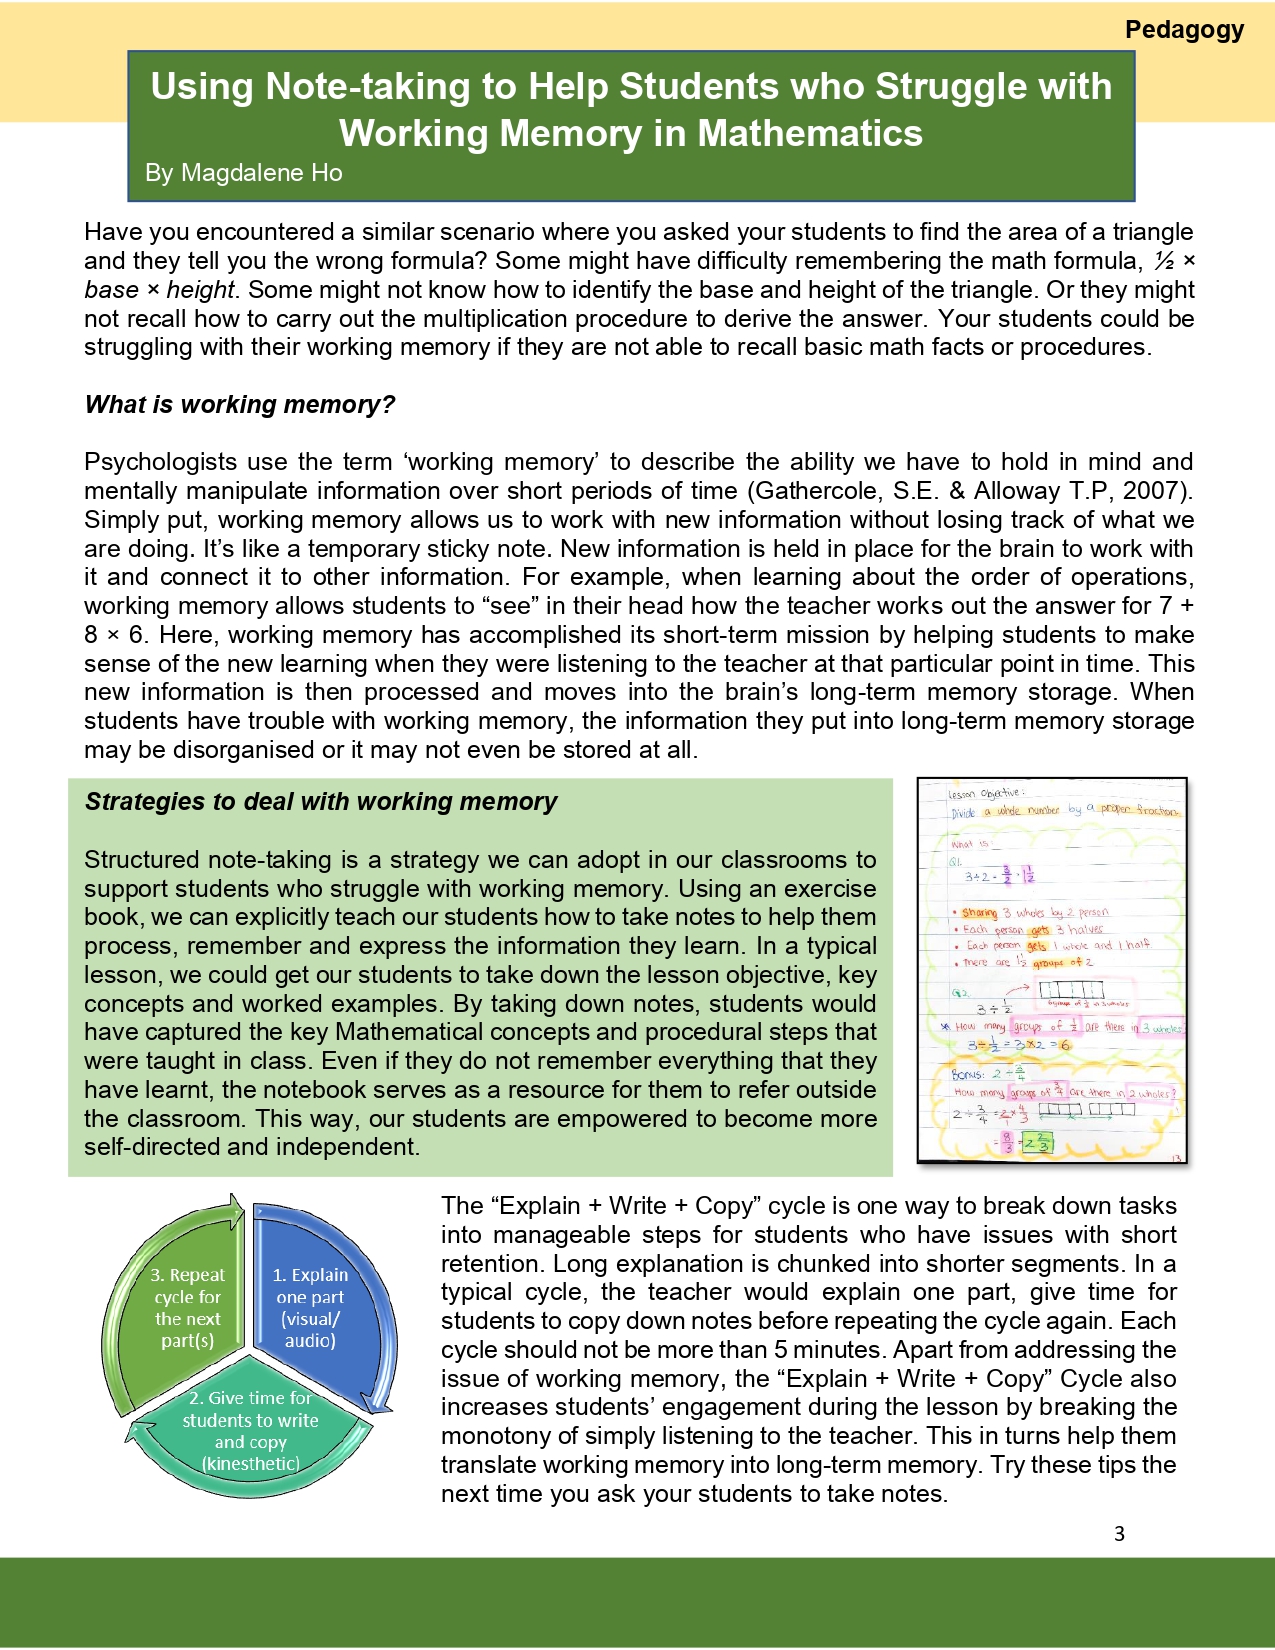 Pedagogy
Using Note-taking to Help Students who Struggle with
Working Memory in Mathematics
By Magdalene Ho
Have you encountered a similar scenario where you asked your students to find the area of a triangle
and they tell you the wrong formula? Some might have difficulty remembering the math formula, ½ ×
base × height. Some might not know how to identify the base and height of the triangle. Or they might
not recall how to carry out the multiplication procedure to derive the answer. Your students could be
struggling with their working memory if they are not able to recall basic math facts or procedures.
What is working memory?
Psychologists use the term ‘working memory’ to describe the ability we have to hold in mind and
mentally manipulate information over short periods of time (Gathercole, S.E. & Alloway T.P, 2007).
Simply put, working memory allows us to work with new information without losing track of what we
are doing. It’s like a temporary sticky note. New information is held in place for the brain to work with
it and connect it to other information. For example, when learning about the order of operations,
working memory allows students to “see” in their head how the teacher works out the answer for 7 +
8 × 6. Here, working memory has accomplished its short-term mission by helping students to make
sense of the new learning when they were listening to the teacher at that particular point in time. This
new information is then processed and moves into the brain’s long-term memory storage. When
students have trouble with working memory, the information they put into long-term memory storage
may be disorganised or it may not even be stored at all.
Strategies to deal with working memory
Structured note-taking is a strategy we can adopt in our classrooms to
support students who struggle with working memory. Using an exercise
book, we can explicitly teach our students how to take notes to help them
process, remember and express the information they learn. In a typical
lesson, we could get our students to take down the lesson objective, key
concepts and worked examples. By taking down notes, students would
have captured the key Mathematical concepts and procedural steps that
were taught in class. Even if they do not remember everything that they
have learnt, the notebook serves as a resource for them to refer outside
the classroom. This way, our students are empowered to become more
self-directed and independent.
Lesson Objective:
Divide a whole number by a proper fraction
What is
Q1.
3÷2 = 3/2 = 1 1/2
• Sharing 3 wholes by 2 person
• Each person gets 3 halves
• Each person gets 1 whole and 1 half
• There are 1 1/2 groups of 2
Q2.
3 ÷ 1/2
6 groups of 1/2 in 3 wholes
How many groups of 1/2 are there in 3 wholes
3 ÷ 1/2 = 3×2 = 6
Bonus: 2 ÷ 3/4
How many groups of 3/4 are there in 2 wholes?
2 ÷ 3/4 = 2/1 × 4/3
= 8/3 = 2 2/3
13
3. Repeat
cycle for
the next
part(s)
1. Explain
one part
(visual/
audio)
2. Give time for
students to write
and copy
(kinesthetic)
The “Explain + Write + Copy” cycle is one way to break down tasks
into manageable steps for students who have issues with short
retention. Long explanation is chunked into shorter segments. In a
typical cycle, the teacher would explain one part, give time for
students to copy down notes before repeating the cycle again. Each
cycle should not be more than 5 minutes. Apart from addressing the
issue of working memory, the “Explain + Write + Copy” Cycle also
increases students’ engagement during the lesson by breaking the
monotony of simply listening to the teacher. This in turns help them
translate working memory into long-term memory. Try these tips the
next time you ask your students to take notes.
3